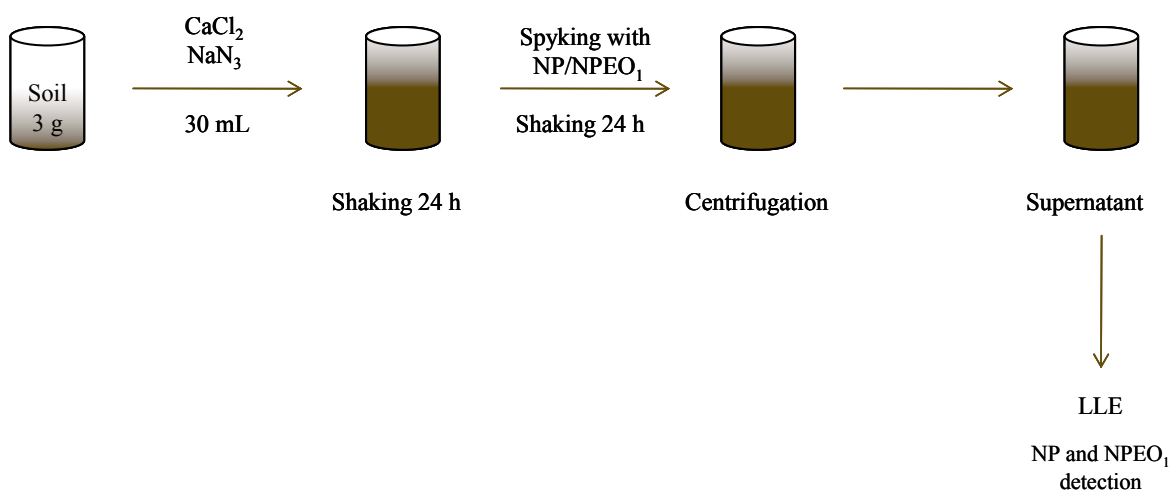 Soil
3 g
CaCl₂
NaN₃
30 mL
Shaking 24 h
Spyking with
NP/NPEO₁
Shaking 24 h
Centrifugation
Supernatant
LLE
NP and NPEO₁
detection